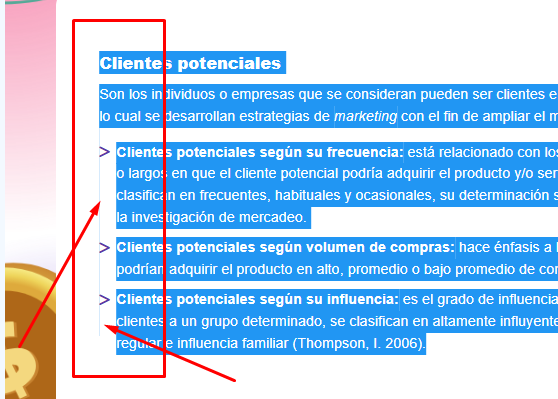 Clientes potenciales
Son los individuos o empresas que se consideran pueden ser clientes e
lo cual se desarrollan estrategias de marketing con el fin de ampliar el m
> Clientes potenciales según su frecuencia: está relacionado con los
o largos en que el cliente potencial podría adquirir el producto y/o ser
clasifican en frecuentes, habituales y ocasionales, su determinación s
la investigación de mercadeo.
> Clientes potenciales según volumen de compras: hace énfasis a l
podrían adquirir el producto en alto, promedio o bajo promedio de co
> Clientes potenciales según su influencia: es el grado de influencia
clientes a un grupo determinado, se clasifican en altamente influyente
regular e influencia familiar (Thompson, I. 2006).